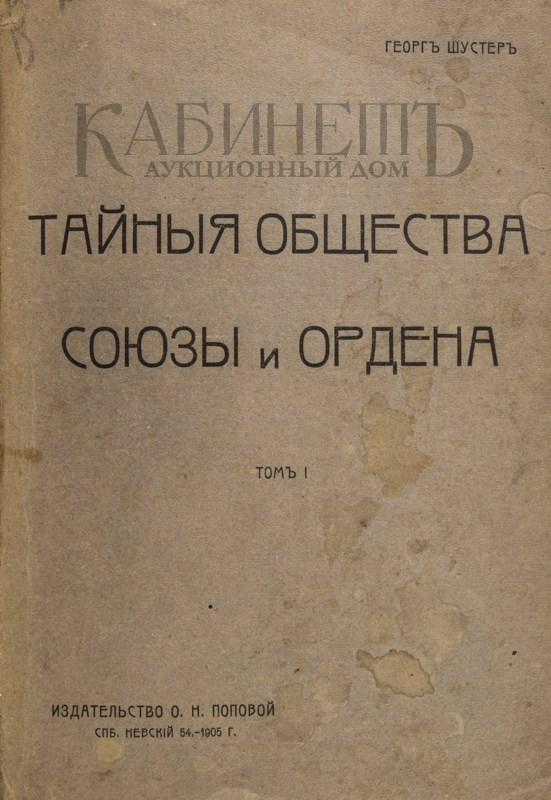 ГЕОРГЪ ШУСТЕРЪ
КАБИНЕТЪ
АУКЦИОННЫЙ ДОМ
ТАЙНЫЯ ОБЩЕСТВА
СОЮЗЫ и ОРДЕНА
ТОМЪ I
ИЗДАТЕЛЬСТВО О. Н. ПОПОВОЙ
СПБ. НЕВСКІЙ 54.-1905 Г.